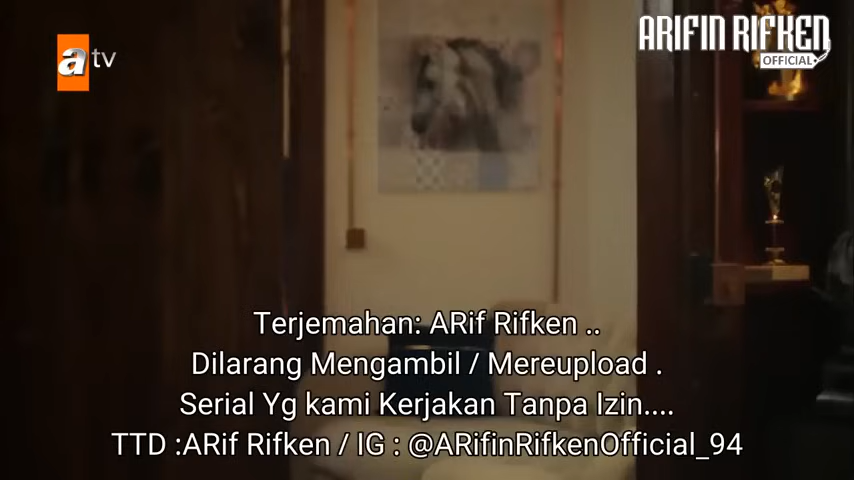 atv
ARIFIN RIFKEN
OFFICIAL
Terjemahan: ARif Rifken ..
Dilarang Mengambil / Mereupload .
Serial Yg kami Kerjakan Tanpa Izin....
TTD :ARif Rifken / IG : @ARifinRifkenOfficial_94